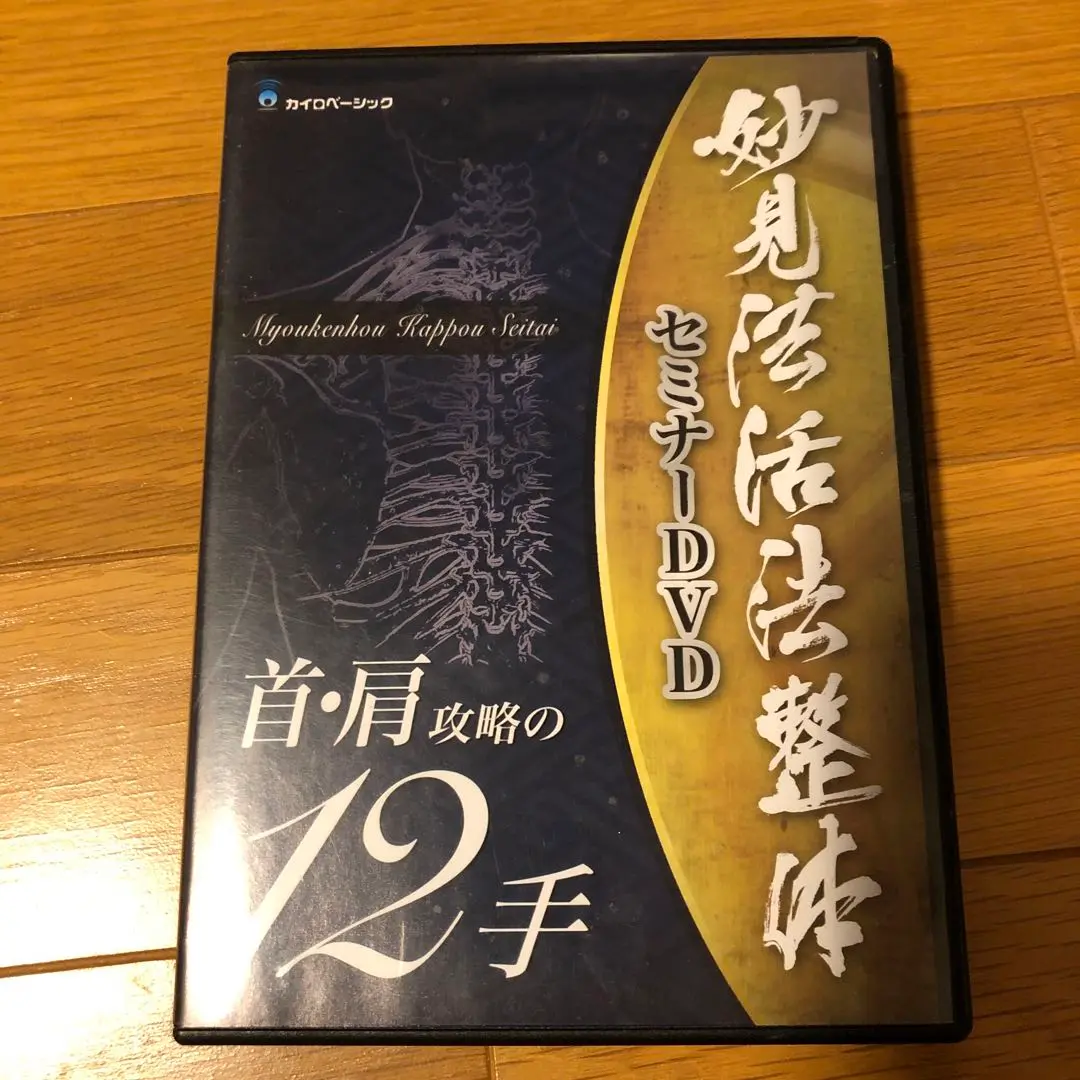 カイロベーシック
妙見法活法整体
セミナーDVD
Myoukenhou Kappou Seitai
首・肩攻略の
12手